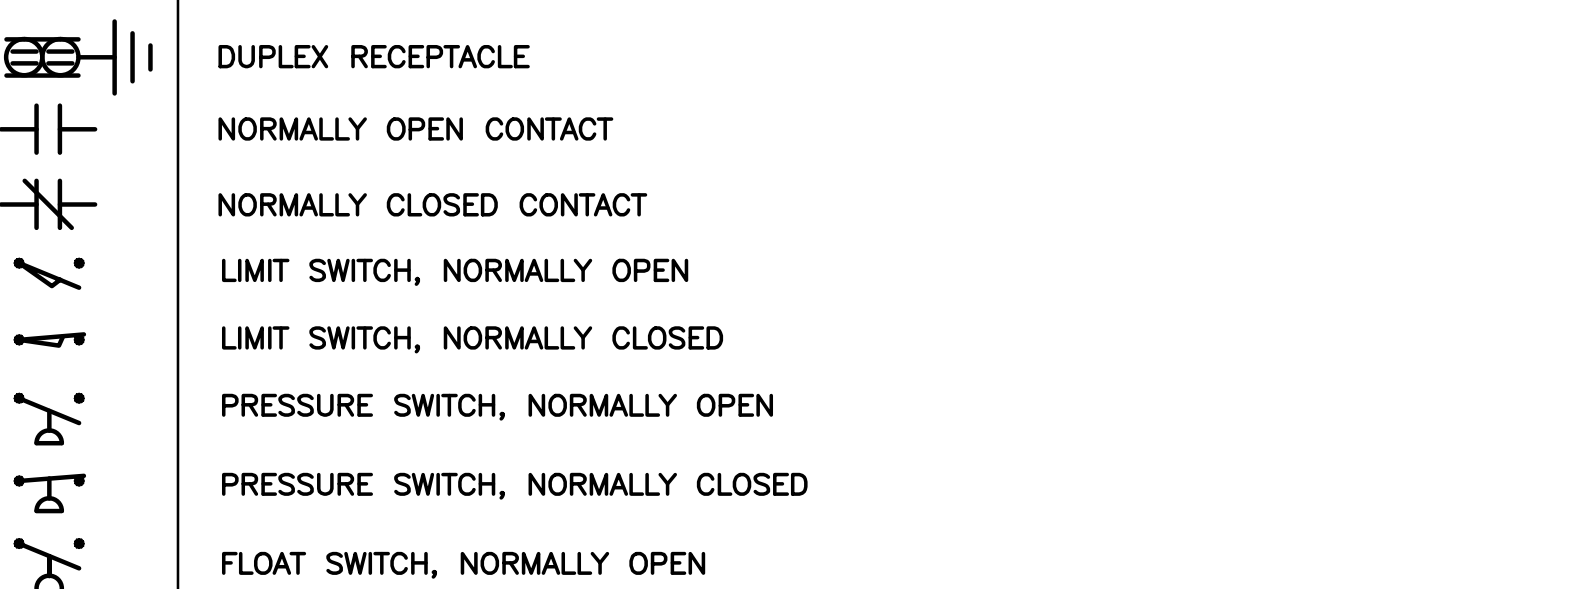 DUPLEX RECEPTACLE
NORMALLY OPEN CONTACT
NORMALLY CLOSED CONTACT
LIMIT SWITCH, NORMALLY OPEN
LIMIT SWITCH, NORMALLY CLOSED
PRESSURE SWITCH, NORMALLY OPEN
PRESSURE SWITCH, NORMALLY CLOSED
FLOAT SWITCH, NORMALLY OPEN